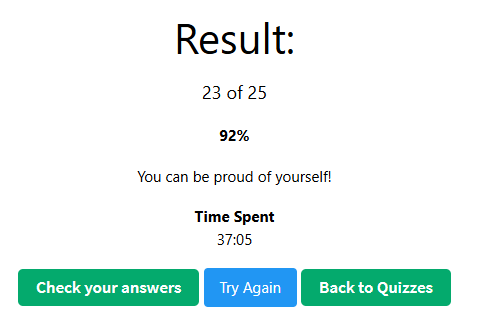 Result:
23 of 25
92%
You can be proud of yourself!
Time Spent
37:05
Check your answers Try Again Back to Quizzes